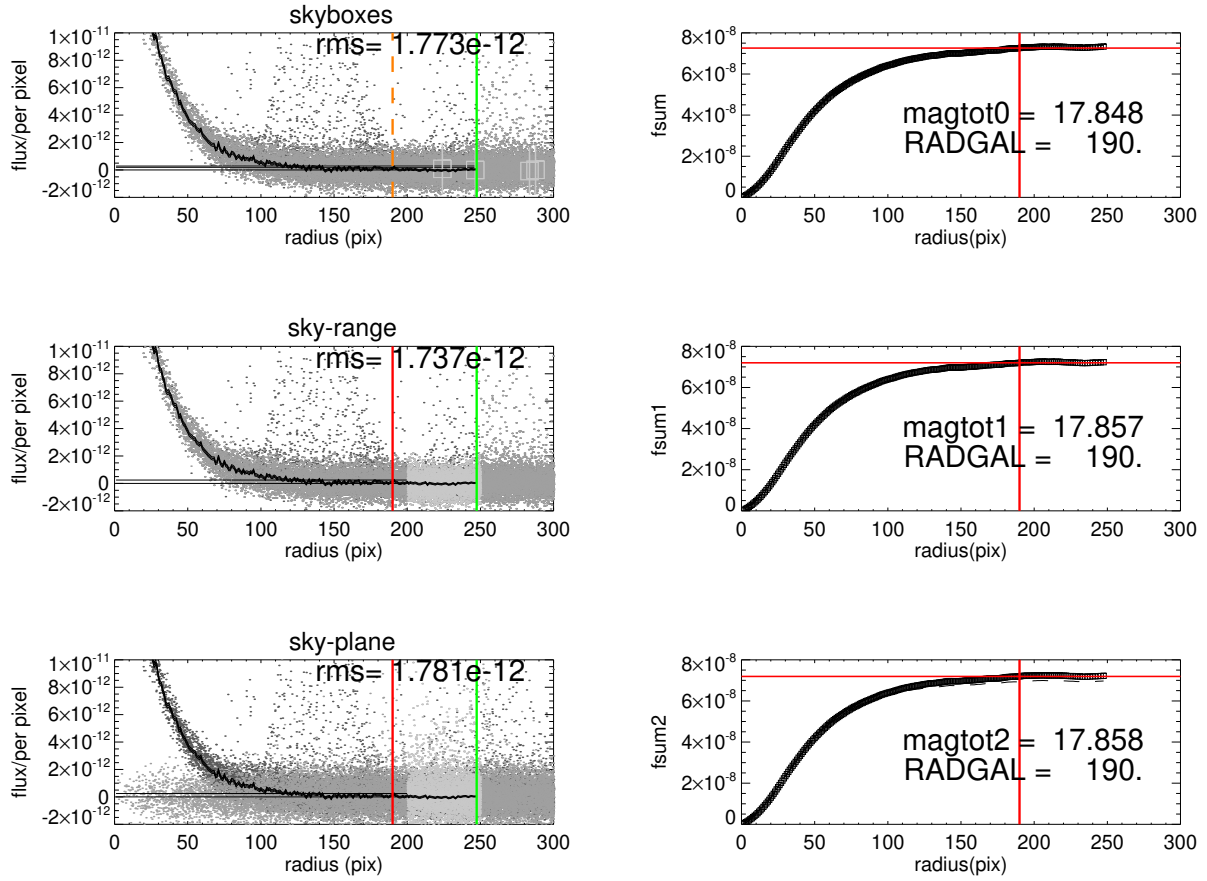 skyboxes
rms= 1.773e-12
1×10⁻¹¹
8×10⁻¹²
6×10⁻¹²
4×10⁻¹²
2×10⁻¹²
0
-2×10⁻¹²
flux/per pixel
0 50 100 150 200 250 300
radius (pix)
8×10⁻⁸
6×10⁻⁸
4×10⁻⁸
2×10⁻⁸
0
fsum
magtot0 = 17.848
RADGAL = 190.
0 50 100 150 200 250 300
radius(pix)
sky-range
rms= 1.737e-12
1×10⁻¹¹
8×10⁻¹²
6×10⁻¹²
4×10⁻¹²
2×10⁻¹²
0
-2×10⁻¹²
flux/per pixel
0 50 100 150 200 250 300
radius (pix)
8×10⁻⁸
6×10⁻⁸
4×10⁻⁸
2×10⁻⁸
0
fsum1
magtot1 = 17.857
RADGAL = 190.
0 50 100 150 200 250 300
radius(pix)
sky-plane
rms= 1.781e-12
1×10⁻¹¹
8×10⁻¹²
6×10⁻¹²
4×10⁻¹²
2×10⁻¹²
0
-2×10⁻¹²
flux/per pixel
0 50 100 150 200 250 300
radius (pix)
8×10⁻⁸
6×10⁻⁸
4×10⁻⁸
2×10⁻⁸
0
fsum2
magtot2 = 17.858
RADGAL = 190.
0 50 100 150 200 250 300
radius(pix)